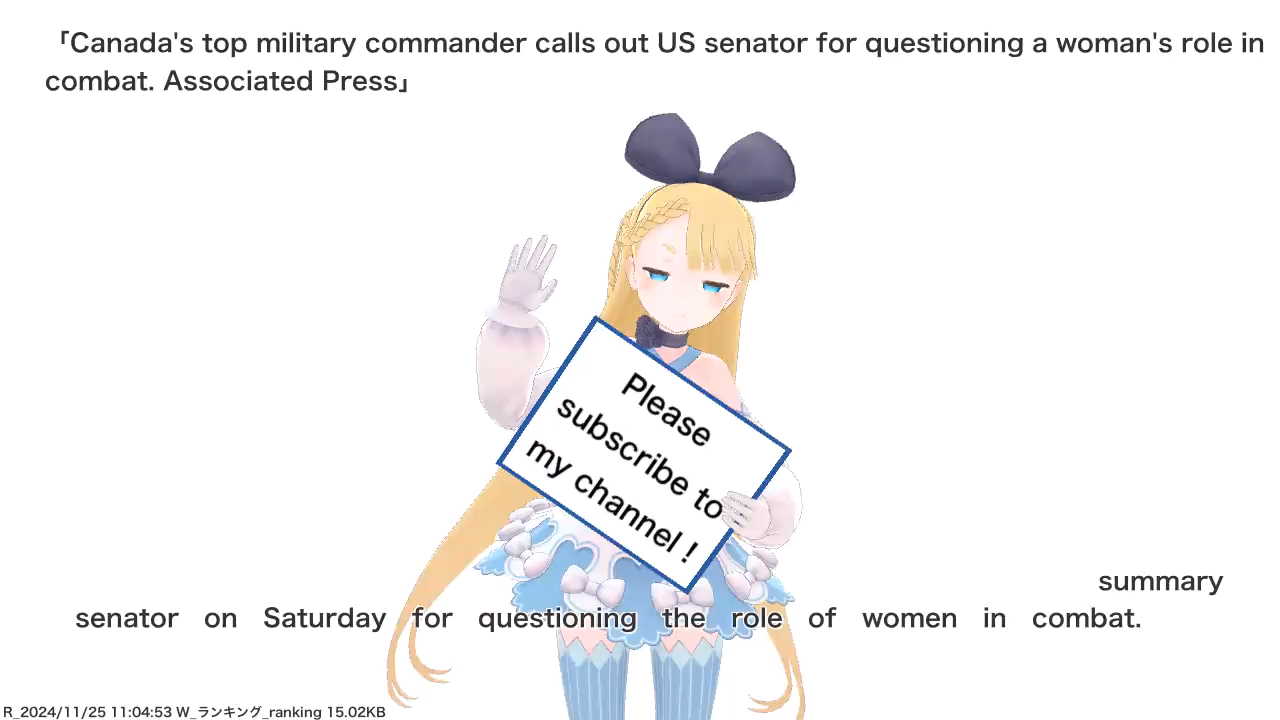 「Canada's top military commander calls out US senator for questioning a woman's role in
combat. Associated Press」
Please
subscribe to
my channel !
summary
senator on Saturday for questioning the role of women in combat.
R_2024/11/25 11:04:53 W_ランキング_ranking 15.02KB